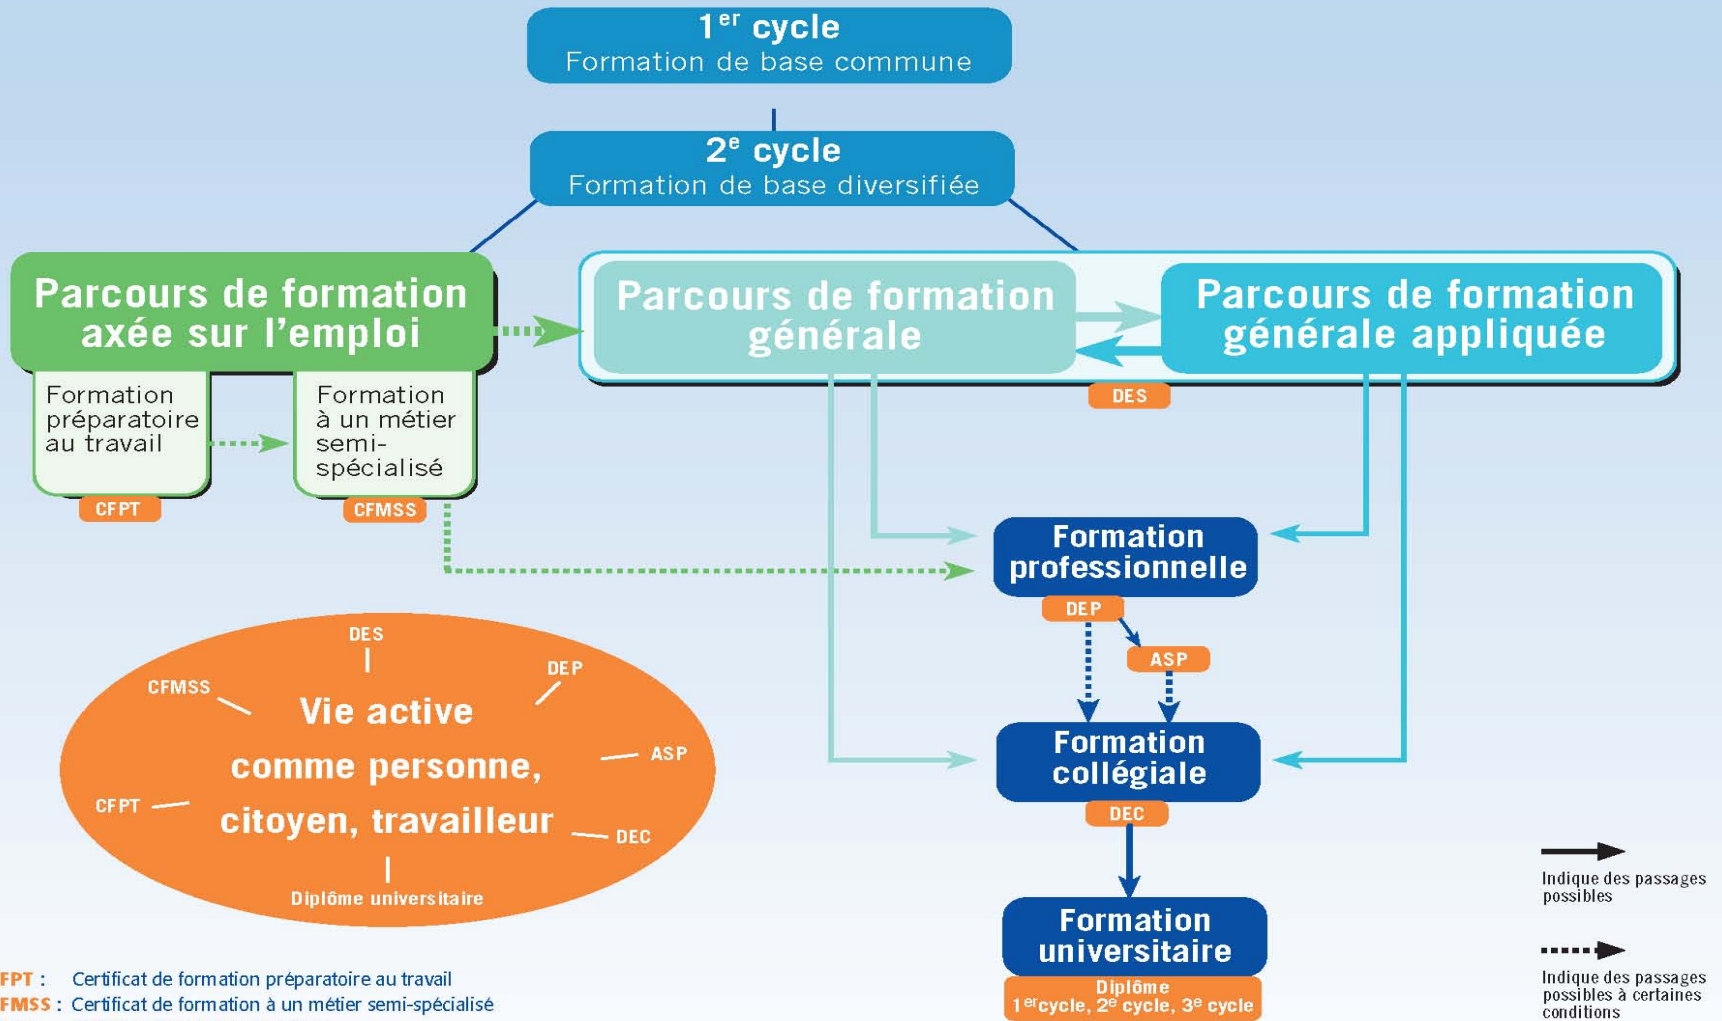 1er cycle
Formation de base commune
2e cycle
Formation de base diversifiée
Parcours de formation
axée sur l'emploi
Parcours de formation
générale
Parcours de formation
générale appliquée
DES
Formation
préparatoire
au travail
CFPT
Formation
à un métier
semi-
spécialisé
CFMSS
Formation
professionnelle
DEP
ASP
Formation
collégiale
DEC
Formation
universitaire
Diplôme
1er cycle, 2e cycle, 3e cycle
DES
DEP
CFMSS
Vie active
comme personne,
citoyen, travailleur
ASP
CFPT
DEC
Diplôme universitaire
Indique des passages
possibles
Indique des passages
possibles à certaines
conditions
FPT : Certificat de formation préparatoire au travail
FMSS : Certificat de formation à un métier semi-spécialisé